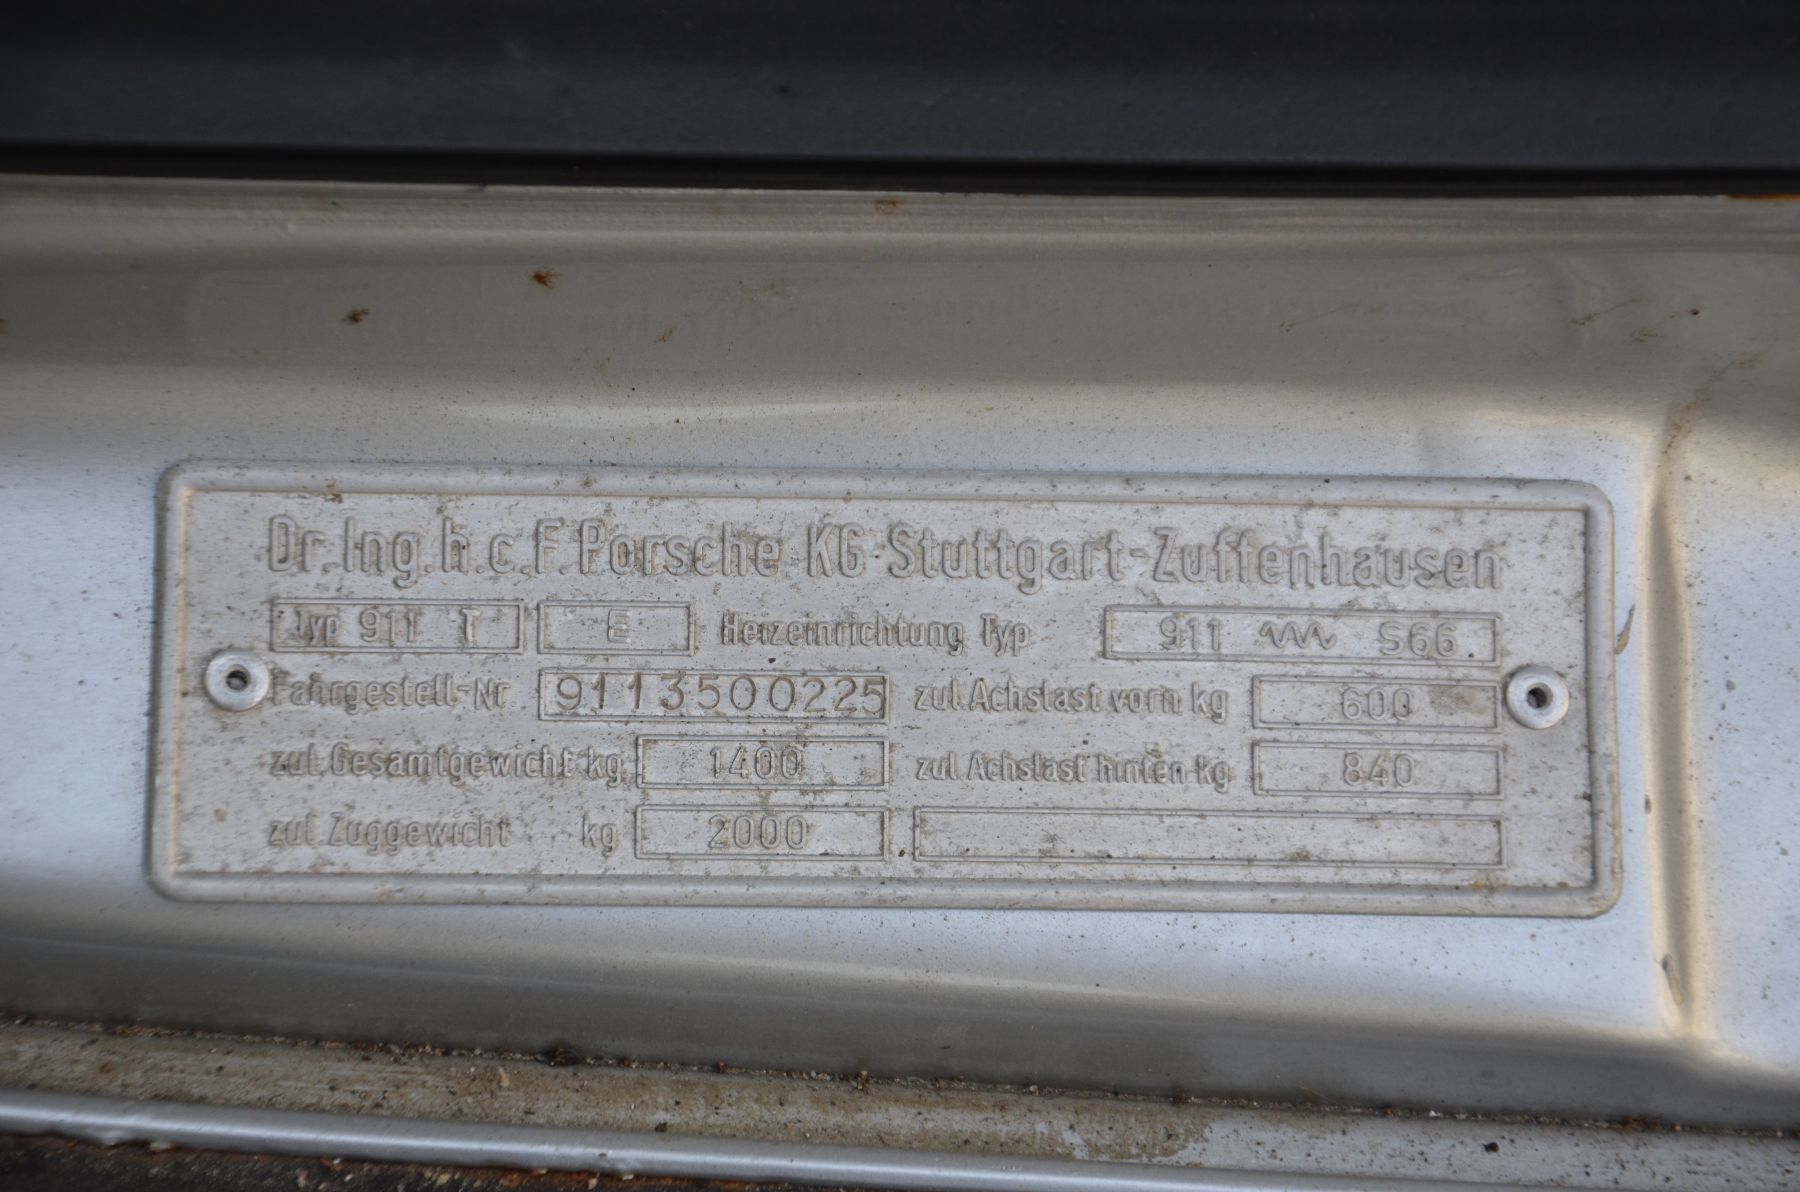 Dr. Ing. h. c. F. Porsche KG Stuttgart-Zuffenhausen
Typ 911 T E Heizeinrichtung Typ 911 S66
Fahrgestell-Nr 9113500225 zul. Achslast vorn kg 600
zul. Gesamtgewicht kg 1400 zul. Achslast hinten kg 840
zul. Zuggewicht kg 2000